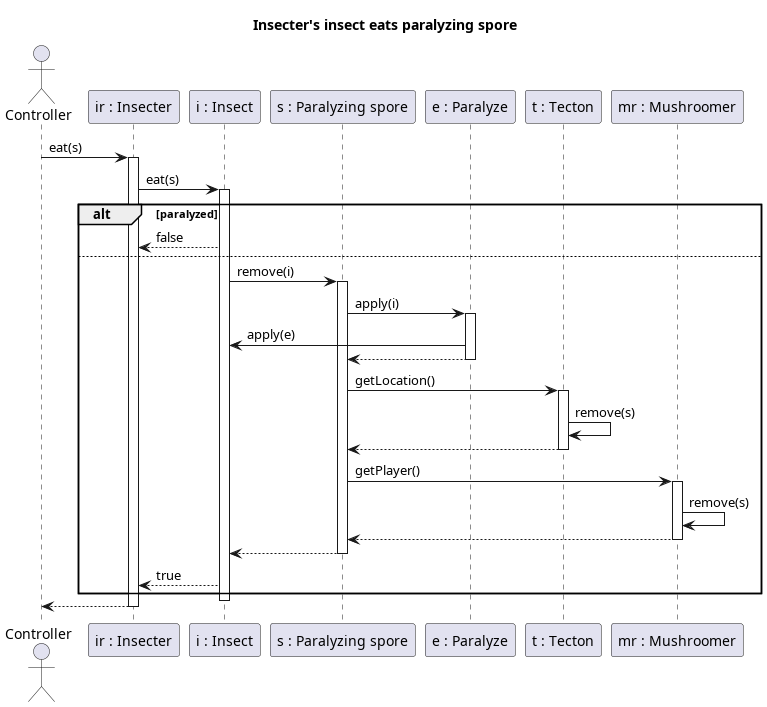 Insecter's insect eats paralyzing spore
Controller
ir : Insecter
i : Insect
s : Paralyzing spore
e : Paralyze
t : Tecton
mr : Mushroomer
eat(s)
eat(s)
alt
[paralyzed]
false
remove(i)
apply(i)
apply(e)
getLocation()
remove(s)
getPlayer()
remove(s)
true
Controller
ir : Insecter
i : Insect
s : Paralyzing spore
e : Paralyze
t : Tecton
mr : Mushroomer